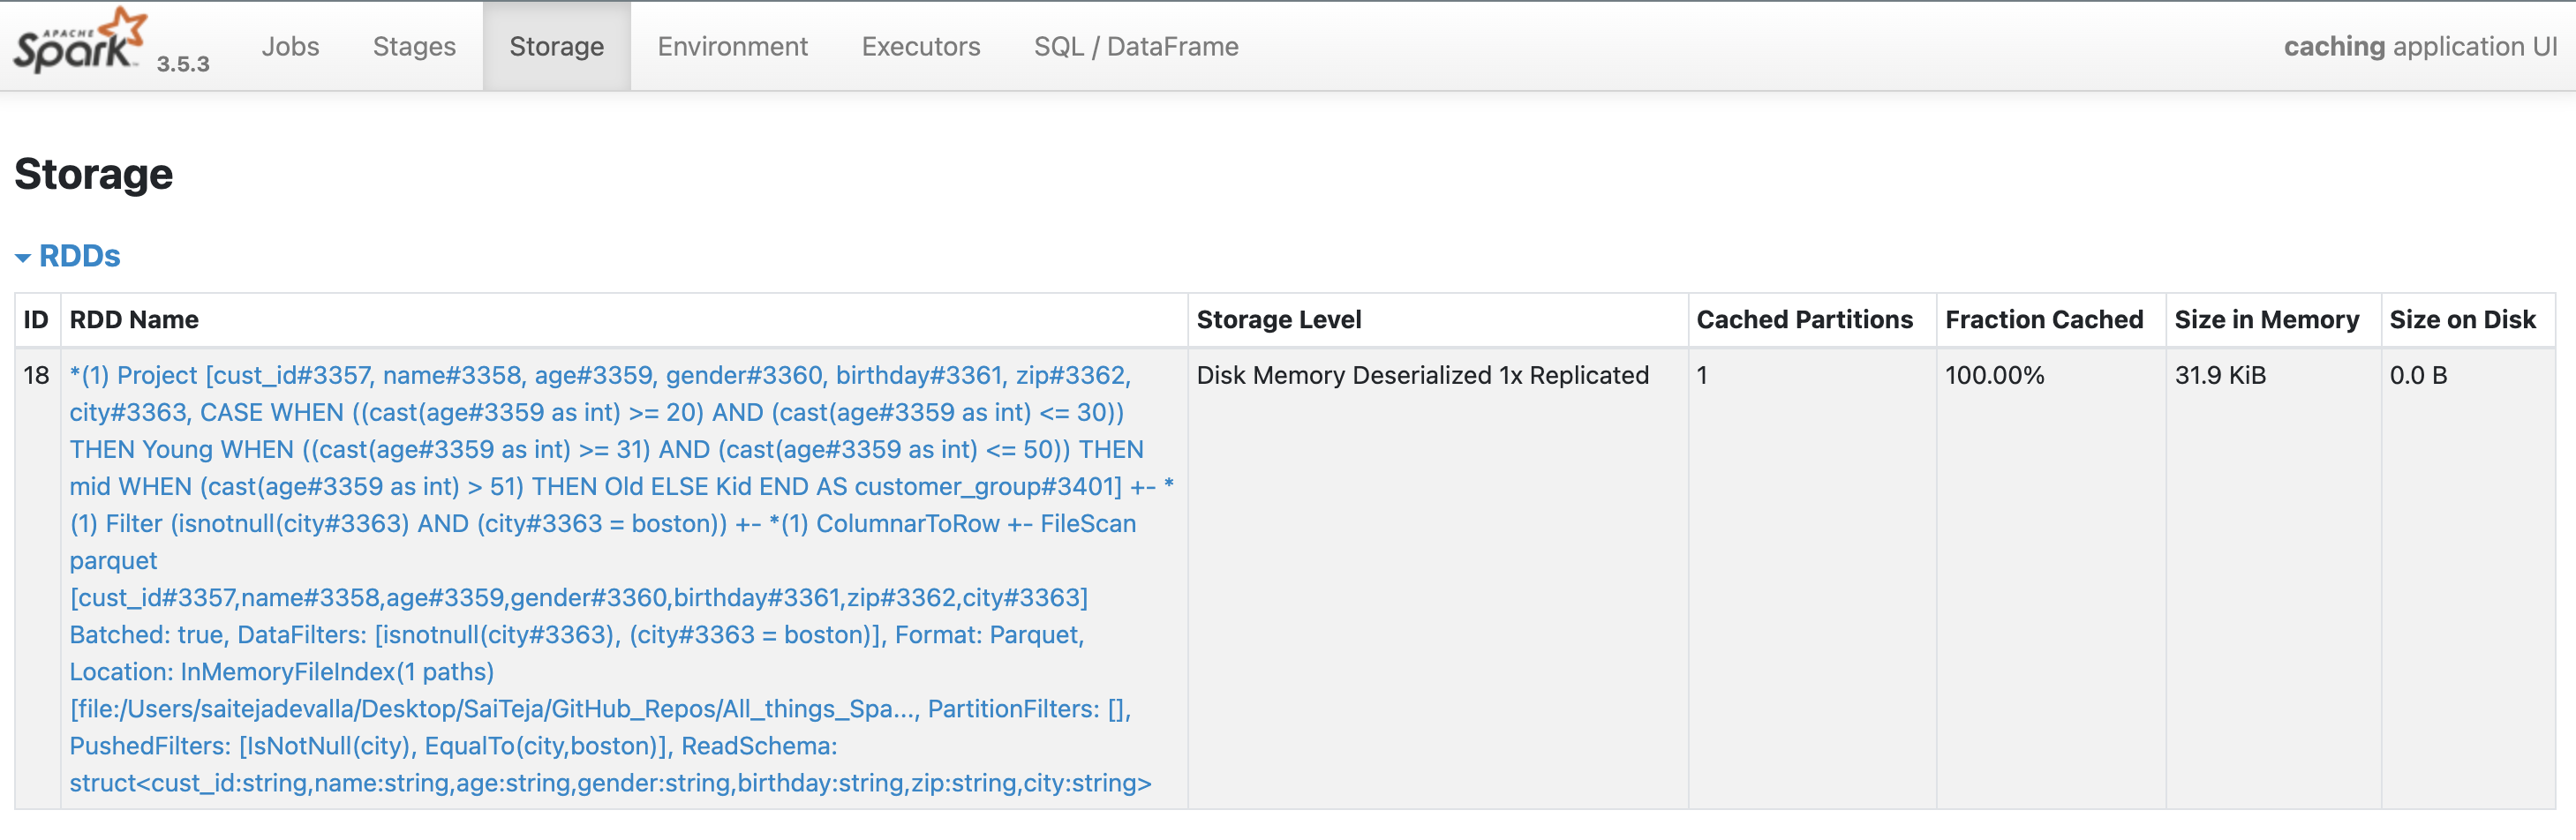 APACHE Spark 3.5.3 Jobs Stages Storage Environment Executors SQL / DataFrame caching application UI
Storage
RDDs
ID RDD Name Storage Level Cached Partitions Fraction Cached Size in Memory Size on Disk
18 *(1) Project [cust_id#3357, name#3358, age#3359, gender#3360, birthday#3361, zip#3362, Disk Memory Deserialized 1x Replicated 1 100.00% 31.9 KiB 0.0 B
city#3363, CASE WHEN ((cast(age#3359 as int) >= 20) AND (cast(age#3359 as int) <= 30))
THEN Young WHEN ((cast(age#3359 as int) >= 31) AND (cast(age#3359 as int) <= 50)) THEN
mid WHEN (cast(age#3359 as int) > 51) THEN Old ELSE Kid END AS customer_group#3401] +- *
(1) Filter (isnotnull(city#3363) AND (city#3363 = boston)) +- *(1) ColumnarToRow +- FileScan
parquet
[cust_id#3357,name#3358,age#3359,gender#3360,birthday#3361,zip#3362,city#3363]
Batched: true, DataFilters: [isnotnull(city#3363), (city#3363 = boston)], Format: Parquet,
Location: InMemoryFileIndex(1 paths)
[file:/Users/saitejadevalla/Desktop/SaiTeja/GitHub_Repos/All_things_Spa..., PartitionFilters: [],
PushedFilters: [IsNotNull(city), EqualTo(city,boston)], ReadSchema:
struct<cust_id:string,name:string,age:string,gender:string,birthday:string,zip:string,city:string>